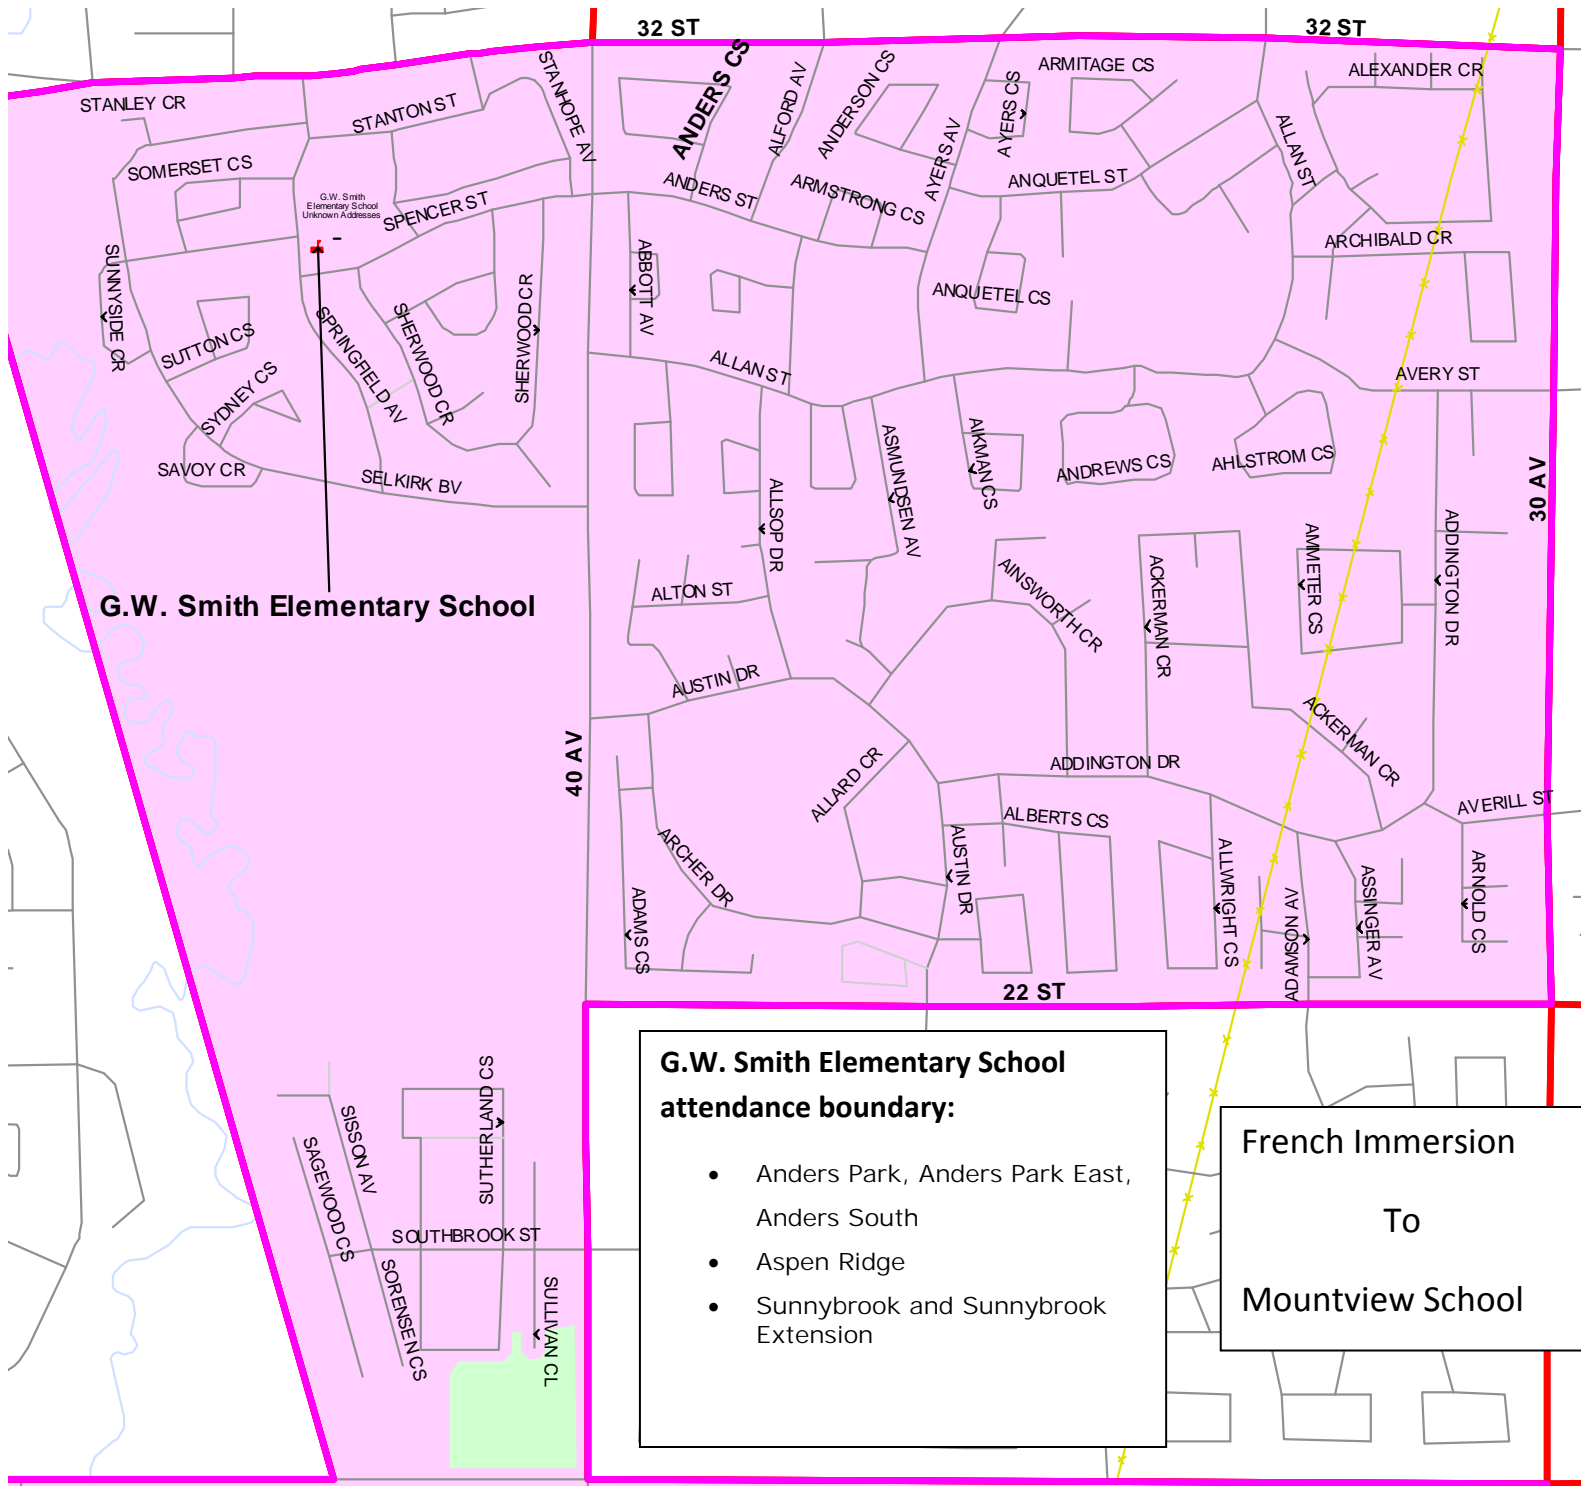 32 ST
32 ST
STANLEY CR
STANTON ST
STANHOPE AV
ANDERS CS
ALFORD AV
ANDERSON CS
AYERS AV
AYERS CS
ARMITAGE CS
ALEXANDER CR
ALLAN ST
SOMERSET CS
G.W. Smith
Elementary School
Unknown Addresses
SPENCER ST
ANDERS ST
ARMSTRONG CS
ANQUETEL ST
ARCHIBALD CR
SUNNYSIDE CR
SUTTON CS
SYDNEY CS
SPRINGFIELD AV
SHERWOOD CR
SHERWOOD CR
ABBOTT AV
ANQUETEL CS
ALLAN ST
AVERY ST
SAVOY CR
SELKIRK BV
ALLSOP DR
ASMUNDSEN AV
AIKMAN CS
ANDREWS CS
AHLSTROM CS
30 AV
G.W. Smith Elementary School
ALTON ST
AINSWORTH CR
ACKERMAN CR
AMMETER CS
ADDINGTON DR
AUSTIN DR
40 AV
ALLARD CR
ADDINGTON DR
ACKERMAN CR
AVERILL ST
ARCHER DR
ADAMS CS
AUSTIN DR
ALBERTS CS
ALLWRIGHT CS
ADAMSON AV
ASSINGER AV
ARNOLD CS
22 ST
SISSON AV
SAGEWOOD CS
SUTHERLAND CS
SOUTHBROOK ST
SORENSEN CS
SULLIVAN CL
G.W. Smith Elementary School
attendance boundary:
• Anders Park, Anders Park East,
Anders South
• Aspen Ridge
• Sunnybrook and Sunnybrook
Extension
French Immersion
To
Mountview School